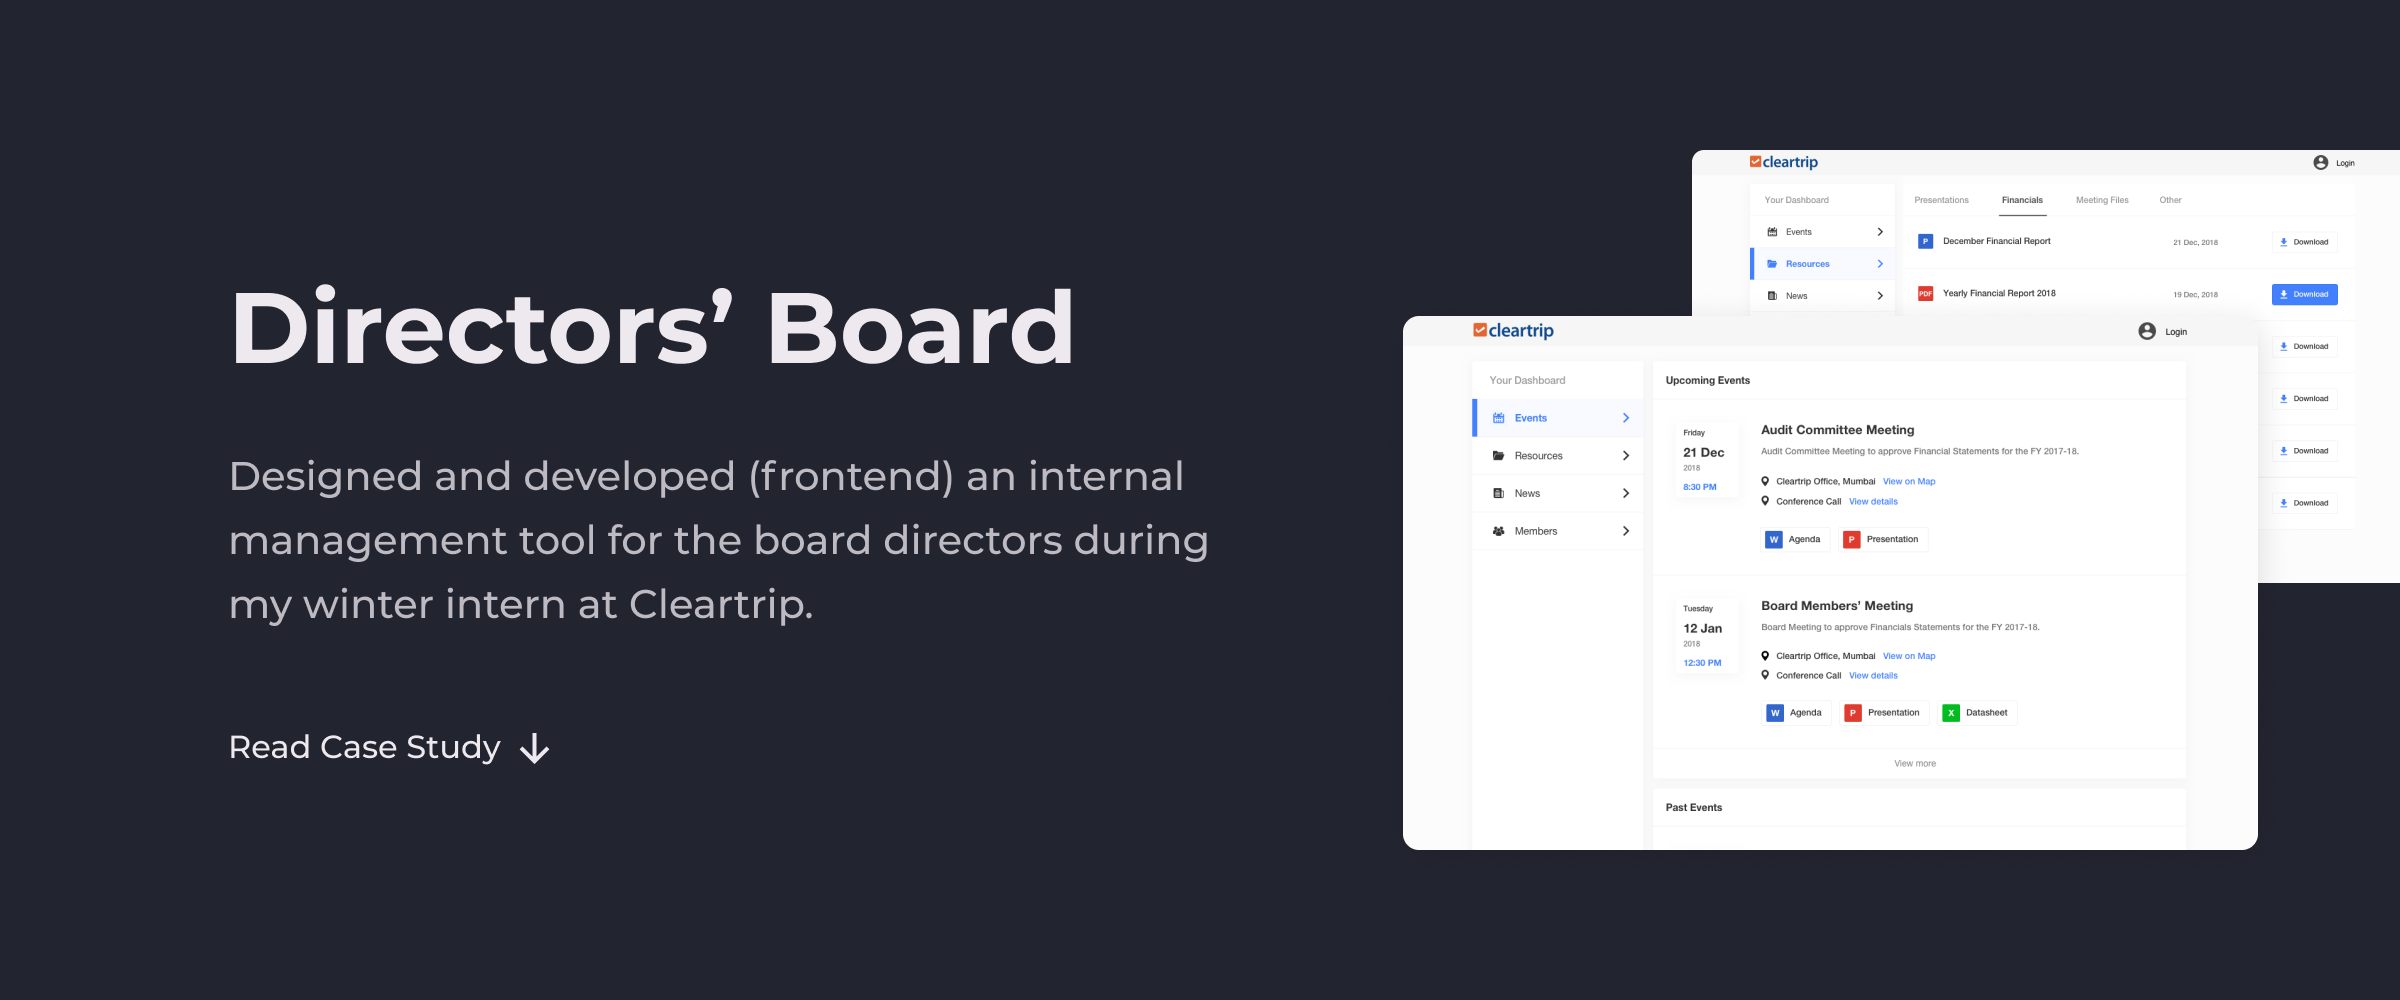 Directors’ Board
Designed and developed (frontend) an internal
management tool for the board directors during
my winter intern at Cleartrip.
Read Case Study
cleartrip
Login
Your Dashboard
Events
Resources
News
Presentations Financials Meeting Files Other
P December Financial Report 21 Dec, 2018 Download
PDF Yearly Financial Report 2018 19 Dec, 2018 Download
Download
Download
Download
Download
cleartrip
Login
Your Dashboard
Events
Resources
News
Members
Upcoming Events
Friday
21 Dec
2018
8:30 PM
Audit Committee Meeting
Audit Committee Meeting to approve Financial Statements for the FY 2017-18.
Cleartrip Office, Mumbai View on Map
Conference Call View details
W Agenda P Presentation
Tuesday
12 Jan
2018
12:30 PM
Board Members’ Meeting
Board Meeting to approve Financials Statements for the FY 2017-18.
Cleartrip Office, Mumbai View on Map
Conference Call View details
W Agenda P Presentation X Datasheet
View more
Past Events